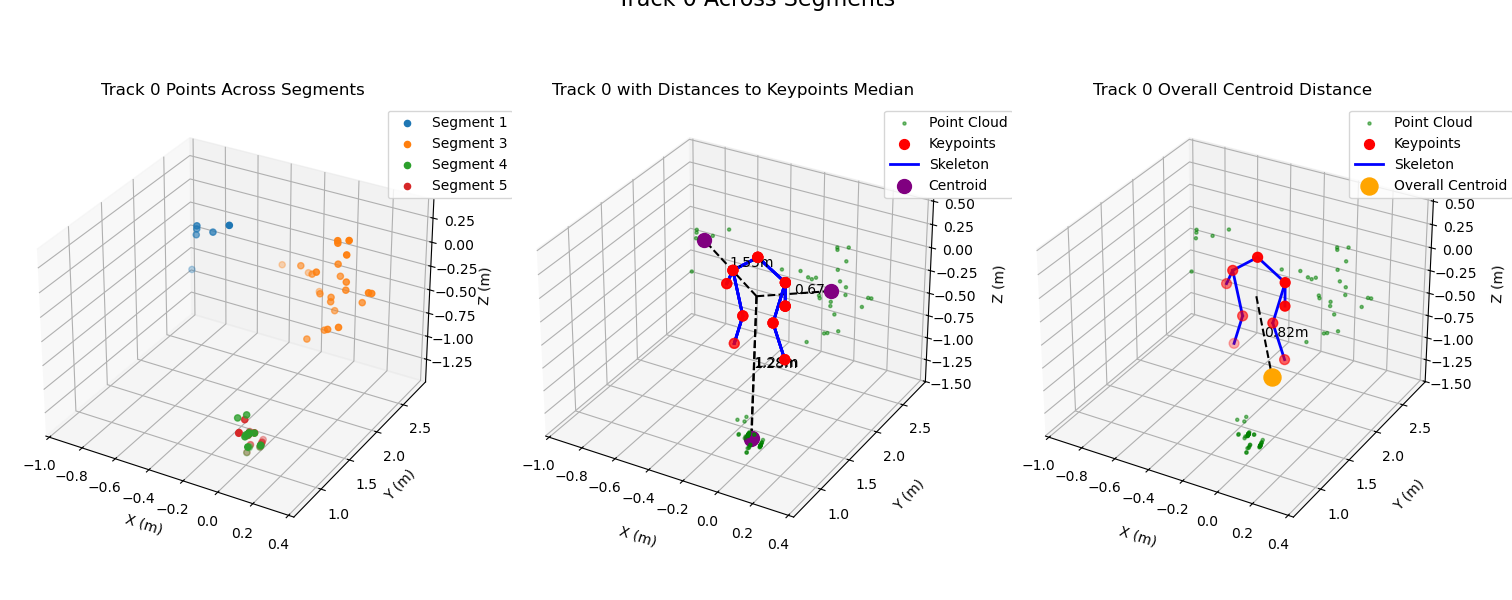 Track 0 Across Segments
Track 0 Points Across Segments
Segment 1
Segment 3
Segment 4
Segment 5
0.25
0.00
−0.25
−0.50
−0.75
−1.00
−1.25
Z (m)
2.5
2.0
1.5
1.0
Y (m)
−1.0
−0.8
−0.6
−0.4
−0.2
0.0
0.2
0.4
X (m)
Track 0 with Distances to Keypoints Median
Point Cloud
Keypoints
Skeleton
Centroid
1.53m
0.67
1.28m
0.50
0.25
0.00
−0.25
−0.50
−0.75
−1.00
−1.25
−1.50
Z (m)
2.5
2.0
1.5
1.0
Y (m)
−1.0
−0.8
−0.6
−0.4
−0.2
0.0
0.2
0.4
X (m)
Track 0 Overall Centroid Distance
Point Cloud
Keypoints
Skeleton
Overall Centroid
0.82m
0.50
0.25
0.00
−0.25
−0.50
−0.75
−1.00
−1.25
−1.50
Z (m)
2.5
2.0
1.5
1.0
Y (m)
−1.0
−0.8
−0.6
−0.4
−0.2
0.0
0.2
0.4
X (m)